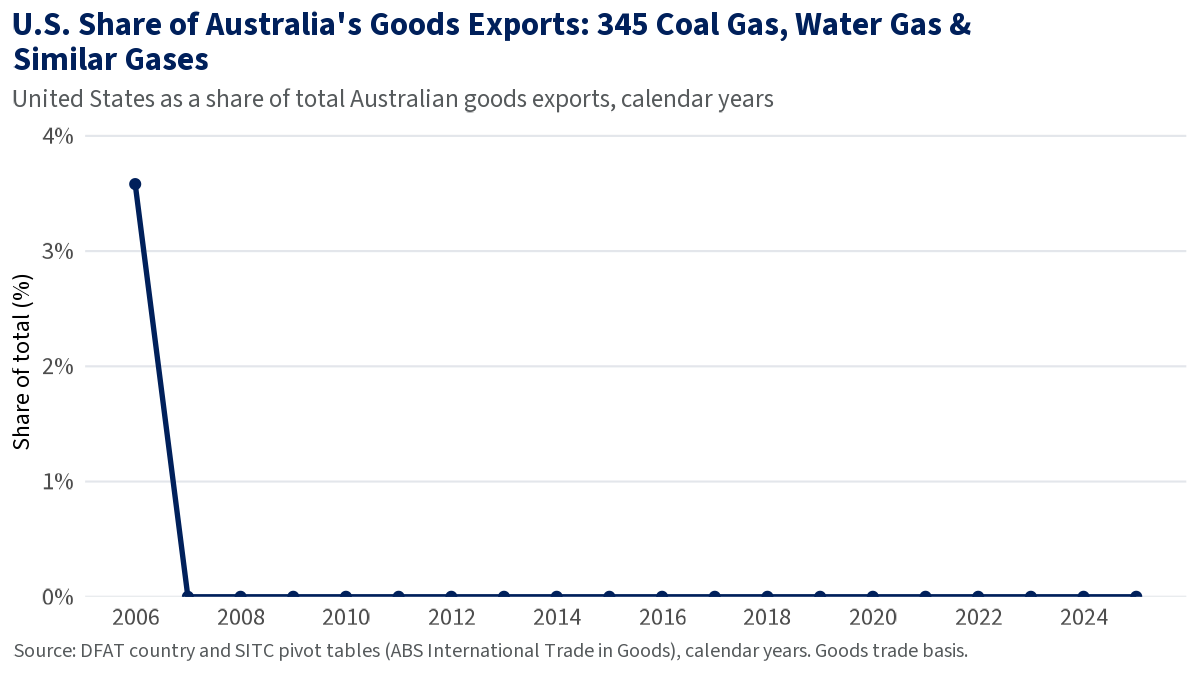 U.S. Share of Australia's Goods Exports: 345 Coal Gas, Water Gas &
Similar Gases
United States as a share of total Australian goods exports, calendar years
Share of total (%)
4%
3%
2%
1%
0%
2006 2008 2010 2012 2014 2016 2018 2020 2022 2024
Source: DFAT country and SITC pivot tables (ABS International Trade in Goods), calendar years. Goods trade basis.